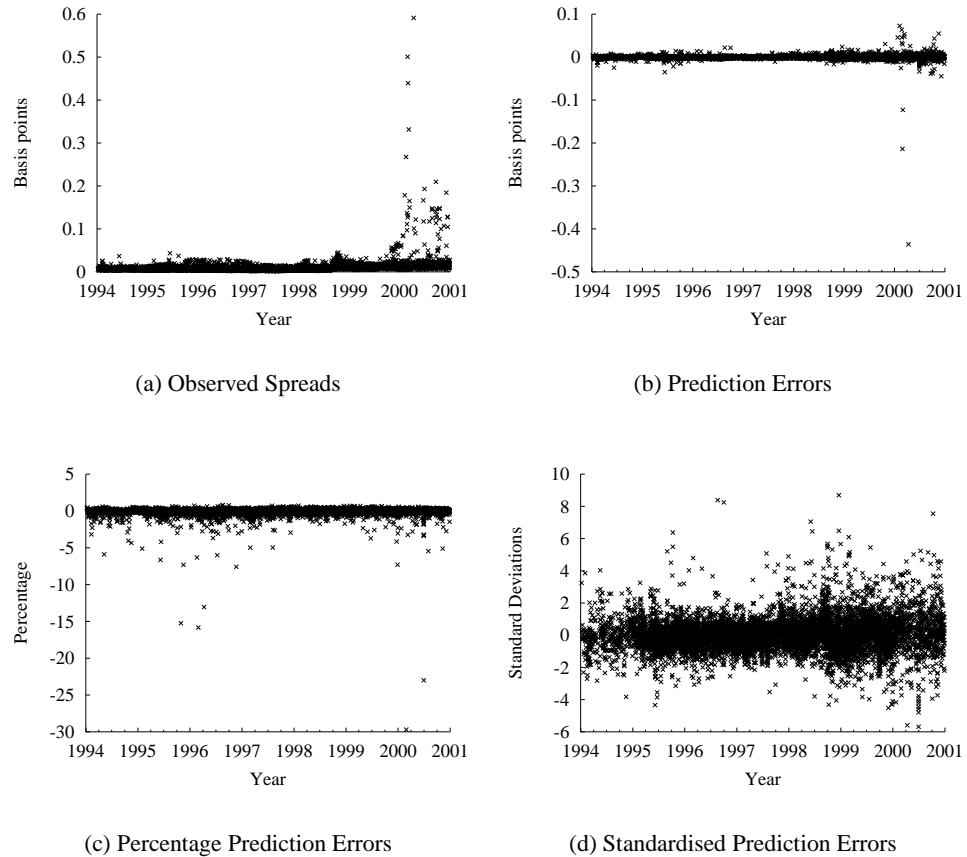 0.6
0.5
0.4
0.3
0.2
0.1
0
Basis points
1994 1995 1996 1997 1998 1999 2000 2001
Year
(a) Observed Spreads
0.1
0
-0.1
-0.2
-0.3
-0.4
-0.5
Basis points
1994 1995 1996 1997 1998 1999 2000 2001
Year
(b) Prediction Errors
5
0
-5
-10
-15
-20
-25
-30
Percentage
1994 1995 1996 1997 1998 1999 2000 2001
Year
(c) Percentage Prediction Errors
10
8
6
4
2
0
-2
-4
-6
Standard Deviations
1994 1995 1996 1997 1998 1999 2000 2001
Year
(d) Standardised Prediction Errors